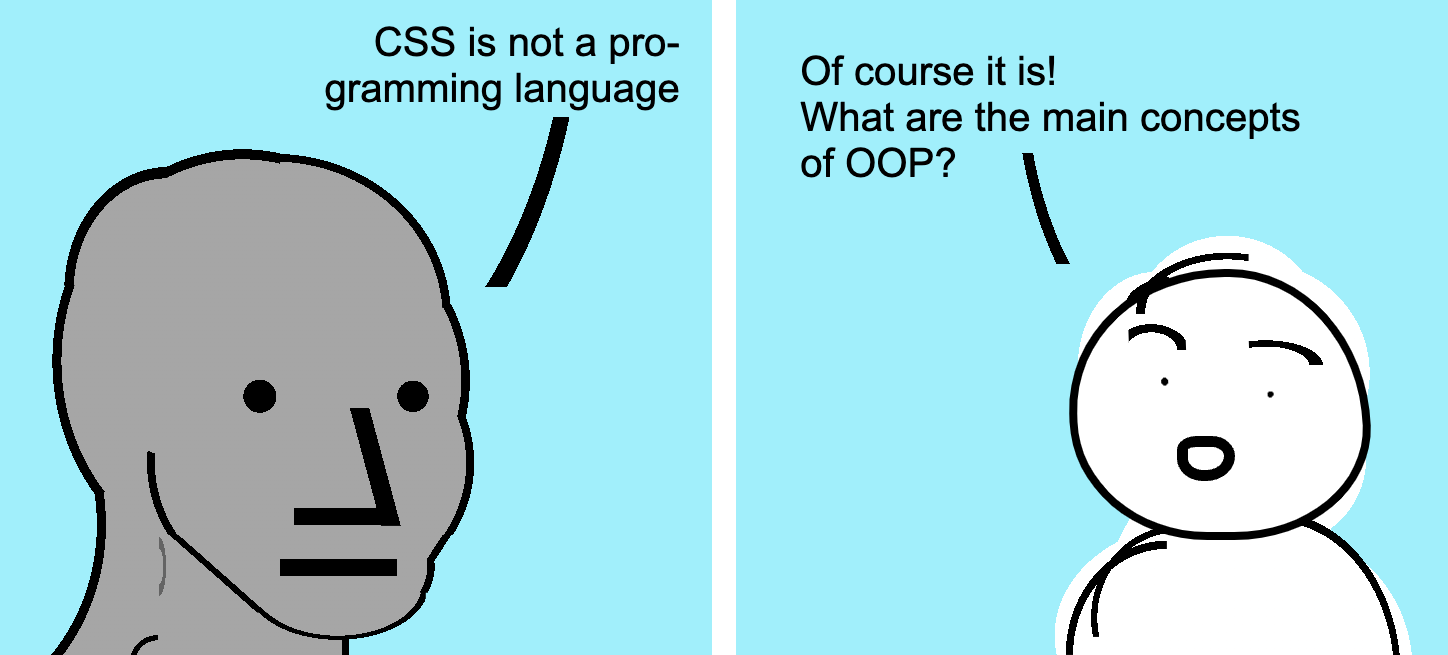 CSS is not a pro-
gramming language
Of course it is!
What are the main concepts
of OOP?